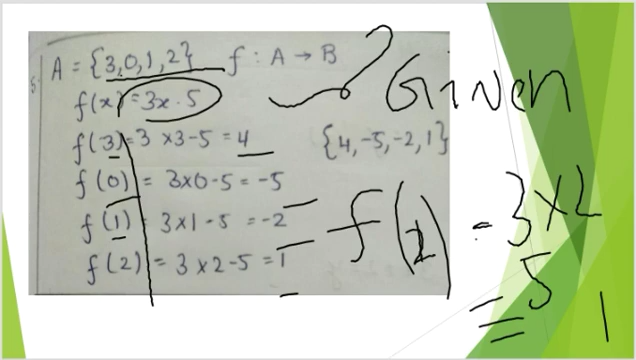 A = {3,0,1,2} f : A → B
f(x) = 3x - 5
f(3) = 3 × 3 - 5 = 4 {4, -5, -2, 1}
f(0) = 3×0 - 5 = -5
f(1) = 3×1 - 5 = -2
f(2) = 3 × 2 - 5 = 1
Given
= f(2) = 3×2
- 5
= 1